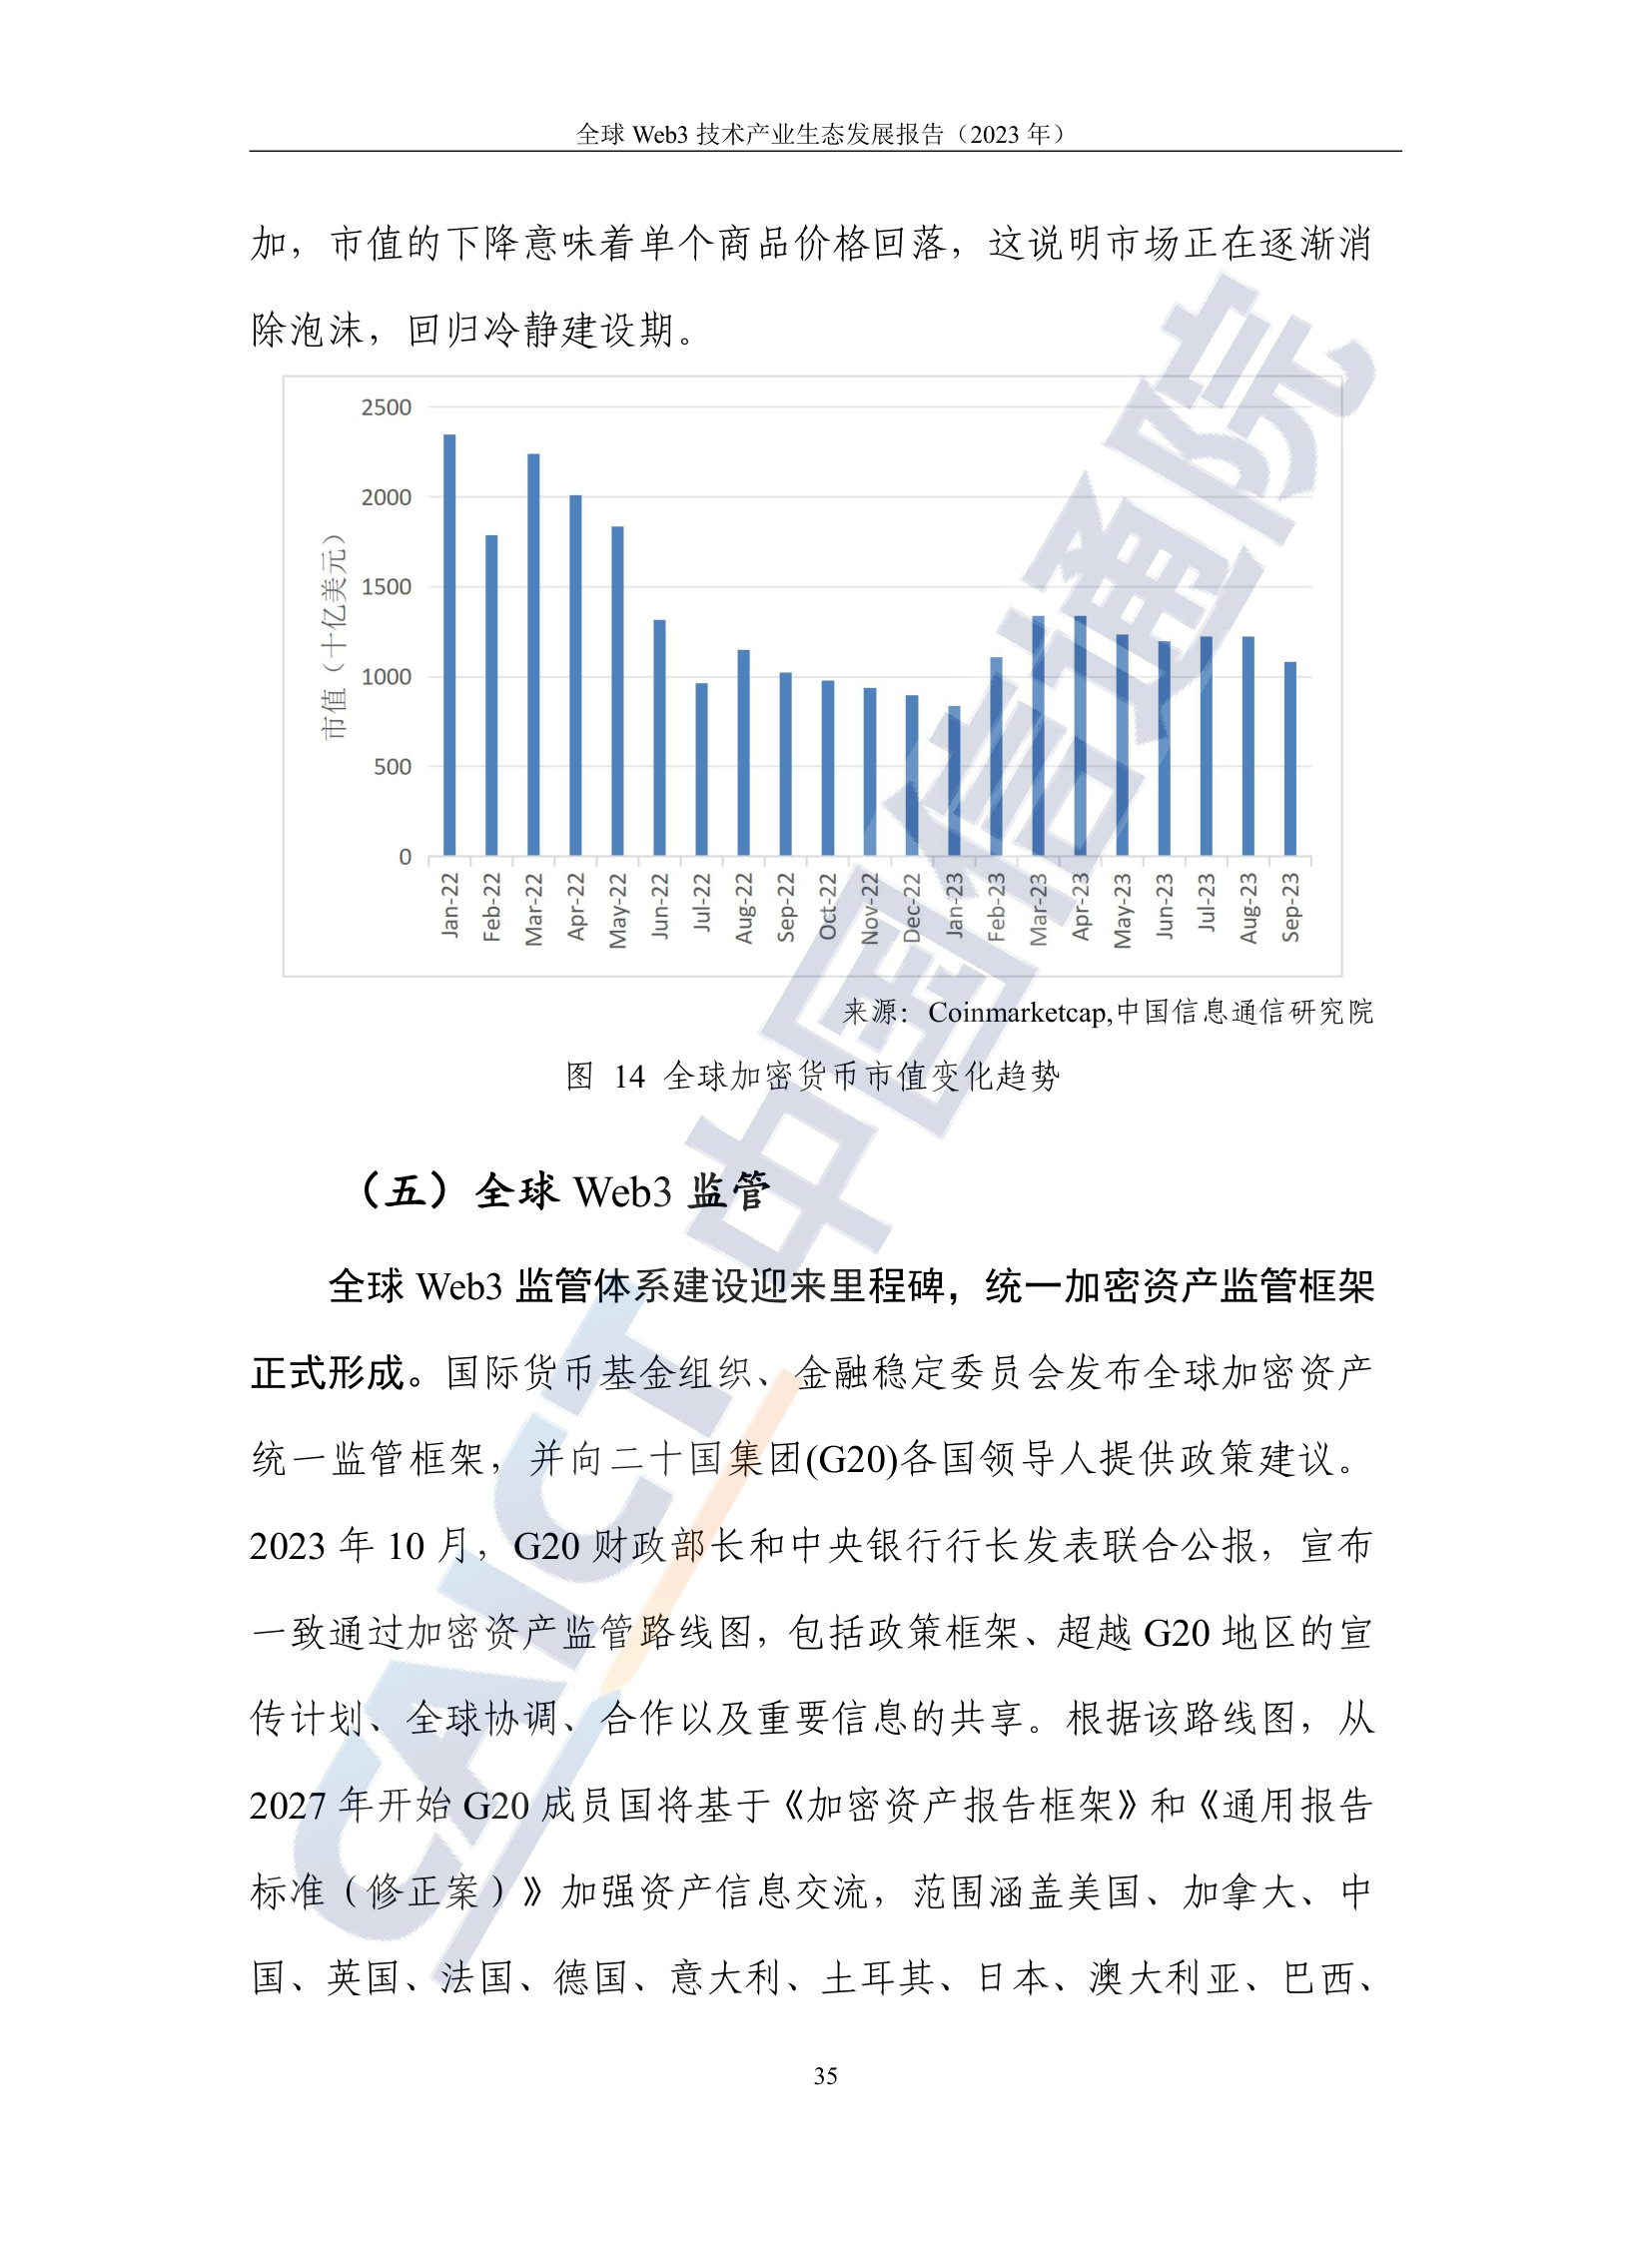 全球 Web3 技术产业生态发展报告（2023 年）
加，市值的下降意味着单个商品价格回落，这说明市场正在逐渐消
除泡沫，回归冷静建设期。
市值（十亿美元）
2500
2000
1500
1000
500
0
Jan-22
Feb-22
Mar-22
Apr-22
May-22
Jun-22
Jul-22
Aug-22
Sep-22
Oct-22
Nov-22
Dec-22
Jan-23
Feb-23
Mar-23
Apr-23
May-23
Jun-23
Jul-23
Aug-23
Sep-23
来源：Coinmarketcap,中国信息通信研究院
图 14 全球加密货币市值变化趋势
（五）全球 Web3 监管
全球 Web3 监管体系建设迎来里程碑，统一加密资产监管框架
正式形成。国际货币基金组织、金融稳定委员会发布全球加密资产
统一监管框架，并向二十国集团(G20)各国领导人提供政策建议。
2023 年 10 月，G20 财政部长和中央银行行长发表联合公报，宣布
一致通过加密资产监管路线图，包括政策框架、超越 G20 地区的宣
传计划、全球协调、合作以及重要信息的共享。根据该路线图，从
2027 年开始 G20 成员国将基于《加密资产报告框架》和《通用报告
标准（修正案）》加强资产信息交流，范围涵盖美国、加拿大、中
国、英国、法国、德国、意大利、土耳其、日本、澳大利亚、巴西、
35
CAICT 中国信通院